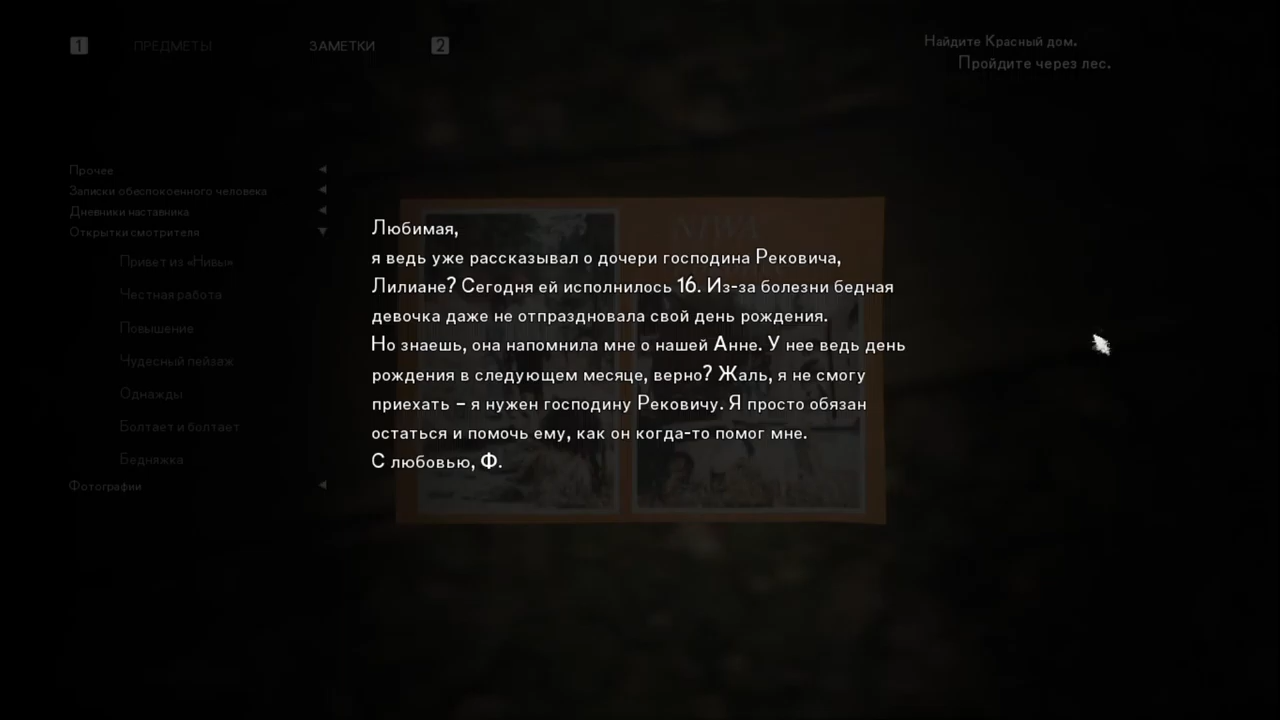 1 ПРЕДМЕТЫ ЗАМЕТКИ 2
Найдите Красный дом.
Пройдите через лес.
Прочее
Записки обеспокоенного человека
Дневники наставника
Открытки смотрителя
Привет из «Нивы»
Честная работа
Повышение
Чудесный пейзаж
Однажды
Болтает и болтает
Бедняжка
Фотографии
Любимая,
я ведь уже рассказывал о дочери господина Рековича,
Лилиане? Сегодня ей исполнилось 16. Из-за болезни бедная
девочка даже не отпраздновала свой день рождения.
Но знаешь, она напомнила мне о нашей Анне. У нее ведь день
рождения в следующем месяце, верно? Жаль, я не смогу
приехать – я нужен господину Рековичу. Я просто обязан
остаться и помочь ему, как он когда-то помог мне.
С любовью, Ф.
NIWA